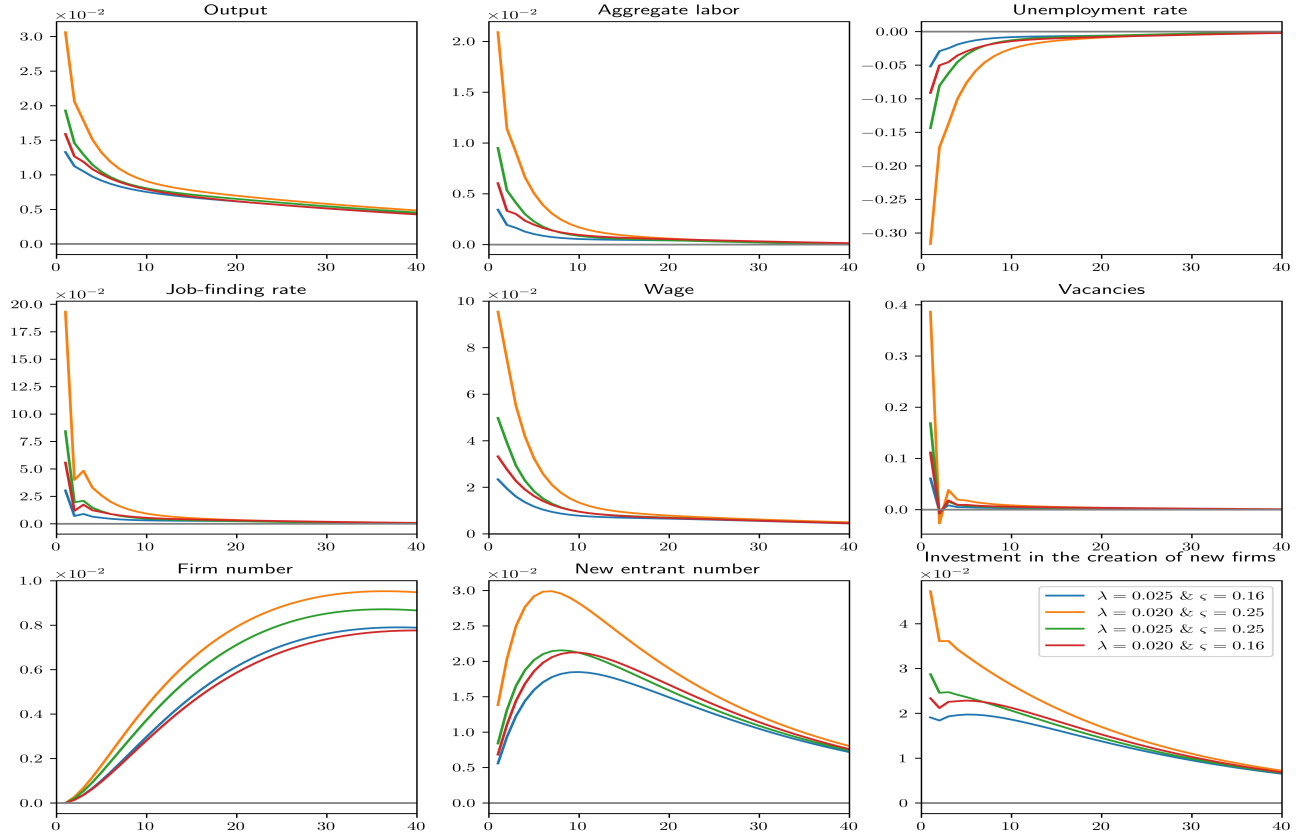 Output
×10⁻²
3.0
2.5
2.0
1.5
1.0
0.5
0.0
0 10 20 30 40
Aggregate labor
×10⁻²
2.0
1.5
1.0
0.5
0.0
0 10 20 30 40
Unemployment rate
0.00
−0.05
−0.10
−0.15
−0.20
−0.25
−0.30
0 10 20 30 40
Job-finding rate
×10⁻²
20.0
17.5
15.0
12.5
10.0
7.5
5.0
2.5
0.0
0 10 20 30 40
Wage
×10⁻²
10
8
6
4
2
0
0 10 20 30 40
Vacancies
0.4
0.3
0.2
0.1
0.0
0 10 20 30 40
Firm number
×10⁻²
1.0
0.8
0.6
0.4
0.2
0.0
0 10 20 30 40
New entrant number
×10⁻²
3.0
2.5
2.0
1.5
1.0
0.5
0.0
0 10 20 30 40
Investment in the creation of new firms
×10⁻²
4
3
2
1
0
0 10 20 30 40
λ = 0.025 & ς = 0.16
λ = 0.020 & ς = 0.25
λ = 0.025 & ς = 0.25
λ = 0.020 & ς = 0.16